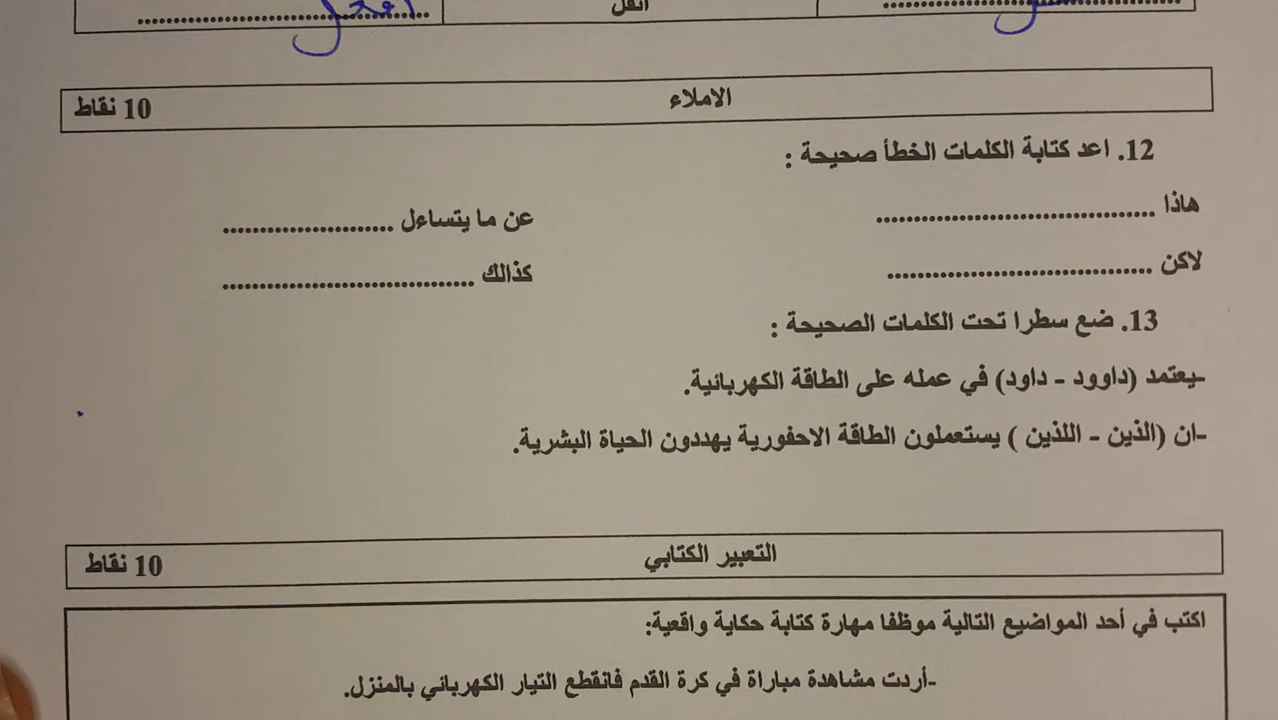 أنقل
الاملاء 10 نقاط
12. اعد كتابة الكلمات الخطأ صحيحة :
هاذا ..................................... عن ما يتساءل .......................
لاكن ................................... كذالك ..................................
13. ضع سطرا تحت الكلمات الصحيحة :
-يعتمد (داوود - داود) في عمله على الطاقة الكهربائية.
-ان (الذين - اللذين ) يستعملون الطاقة الاحفورية يهددون الحياة البشرية.
التعبير الكتابي 10 نقاط
اكتب في أحد المواضيع التالية موظفا مهارة كتابة حكاية واقعية:
-أردت مشاهدة مباراة في كرة القدم فانقطع التيار الكهربائي بالمنزل.